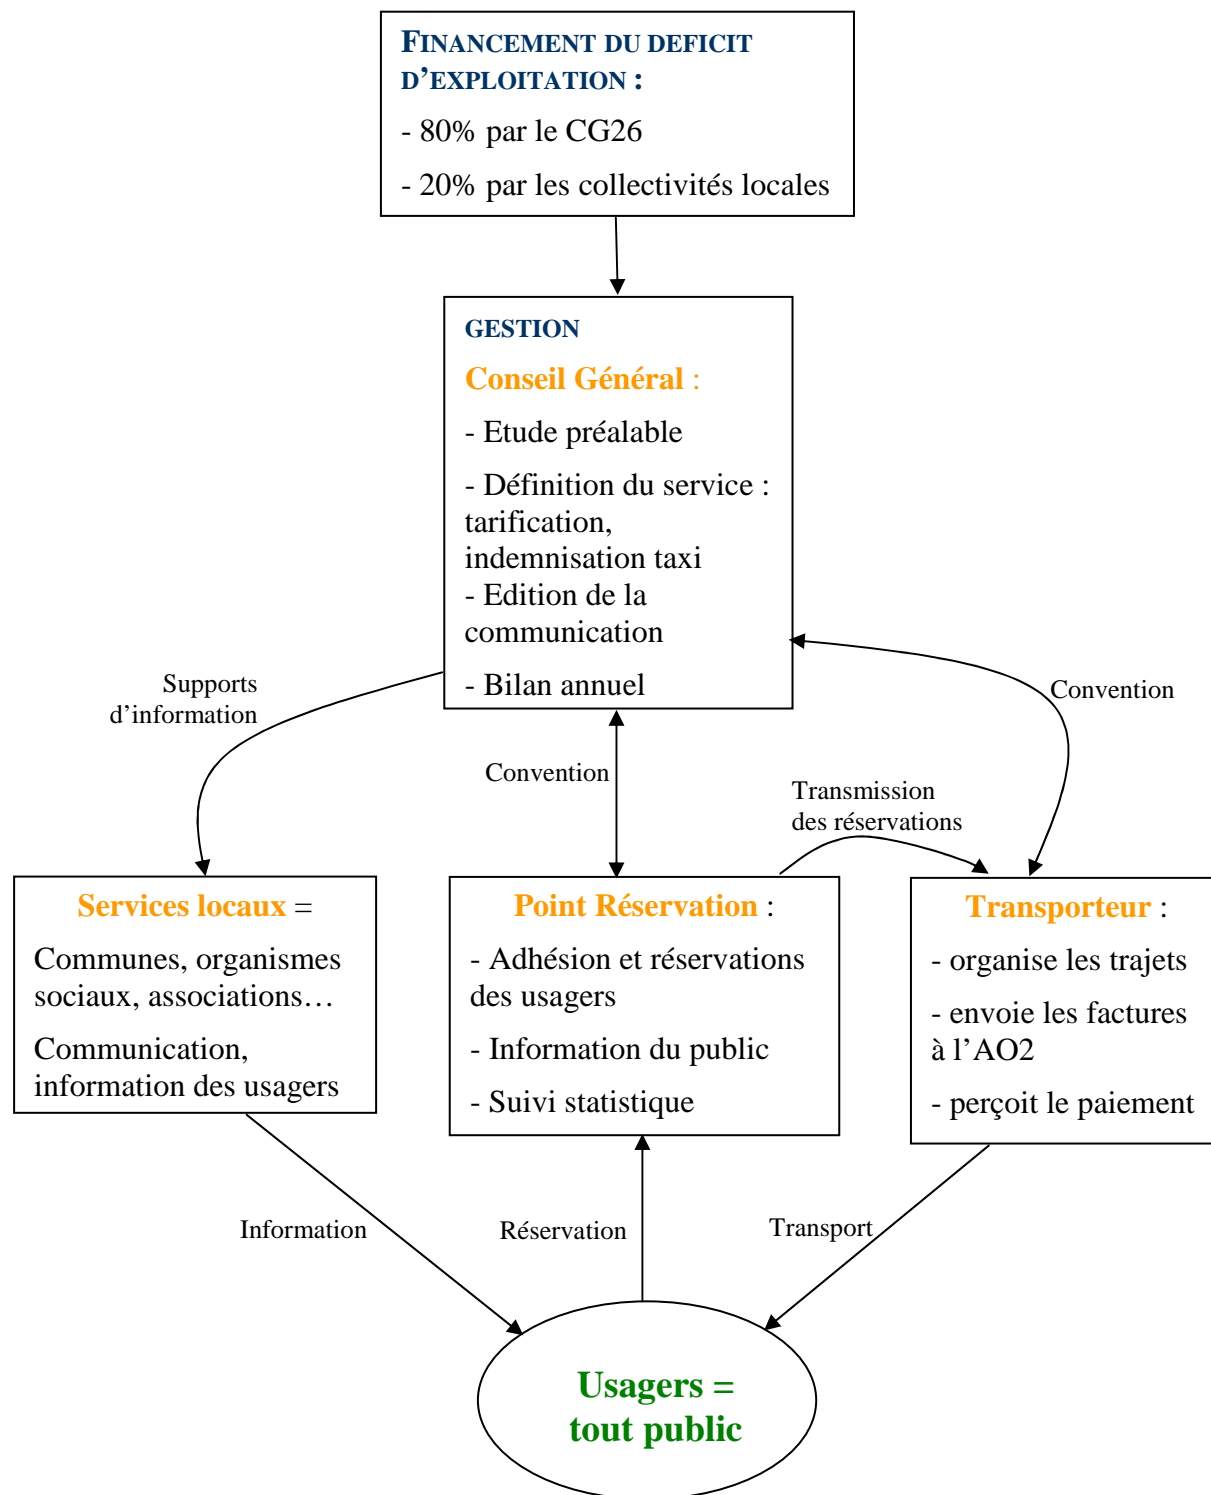 FINANCEMENT DU DEFICIT
D’EXPLOITATION :
- 80% par le CG26
- 20% par les collectivités locales
GESTION
Conseil Général :
- Etude préalable
- Définition du service :
tarification,
indemnisation taxi
- Edition de la
communication
- Bilan annuel
Supports
d’information
Convention
Convention
Transmission
des réservations
Services locaux =
Communes, organismes
sociaux, associations…
Communication,
information des usagers
Point Réservation :
- Adhésion et réservations
des usagers
- Information du public
- Suivi statistique
Transporteur :
- organise les trajets
- envoie les factures
à l’AO2
- perçoit le paiement
Information
Réservation
Transport
Usagers =
tout public